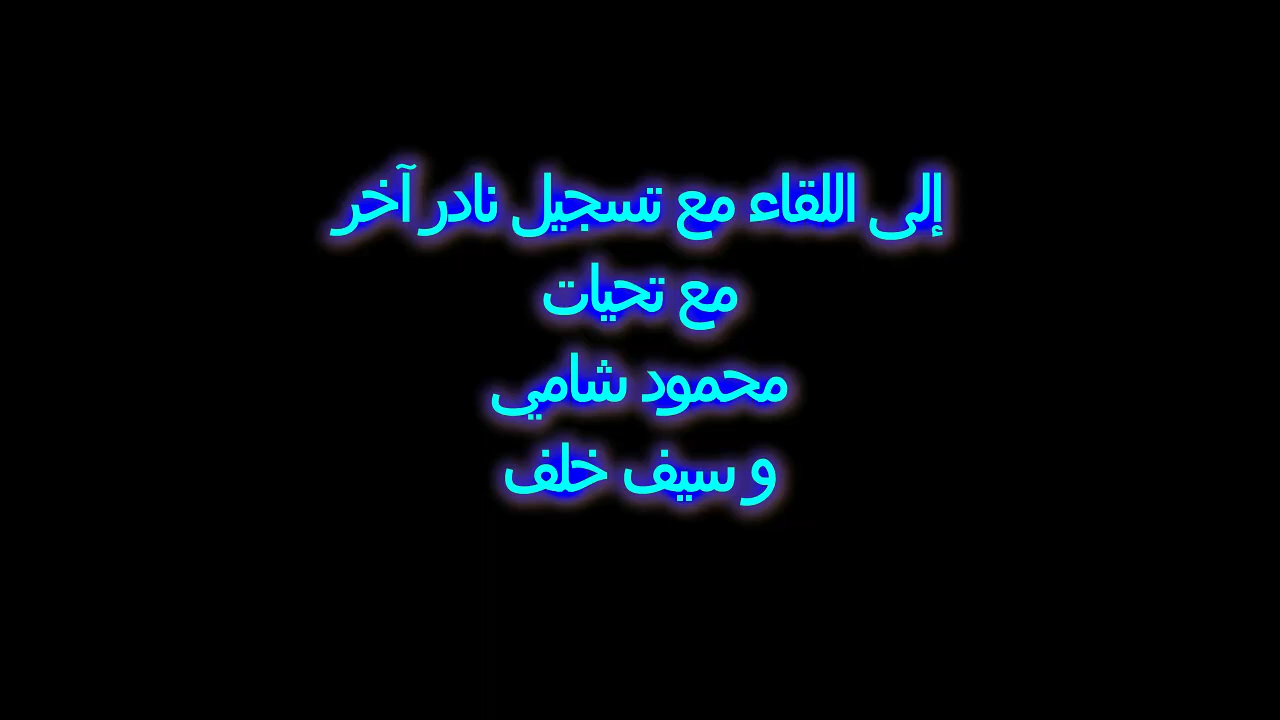 إلى اللقاء مع تسجيل نادر آخر
مع تحيات
محمود شامي
و سيف خلف